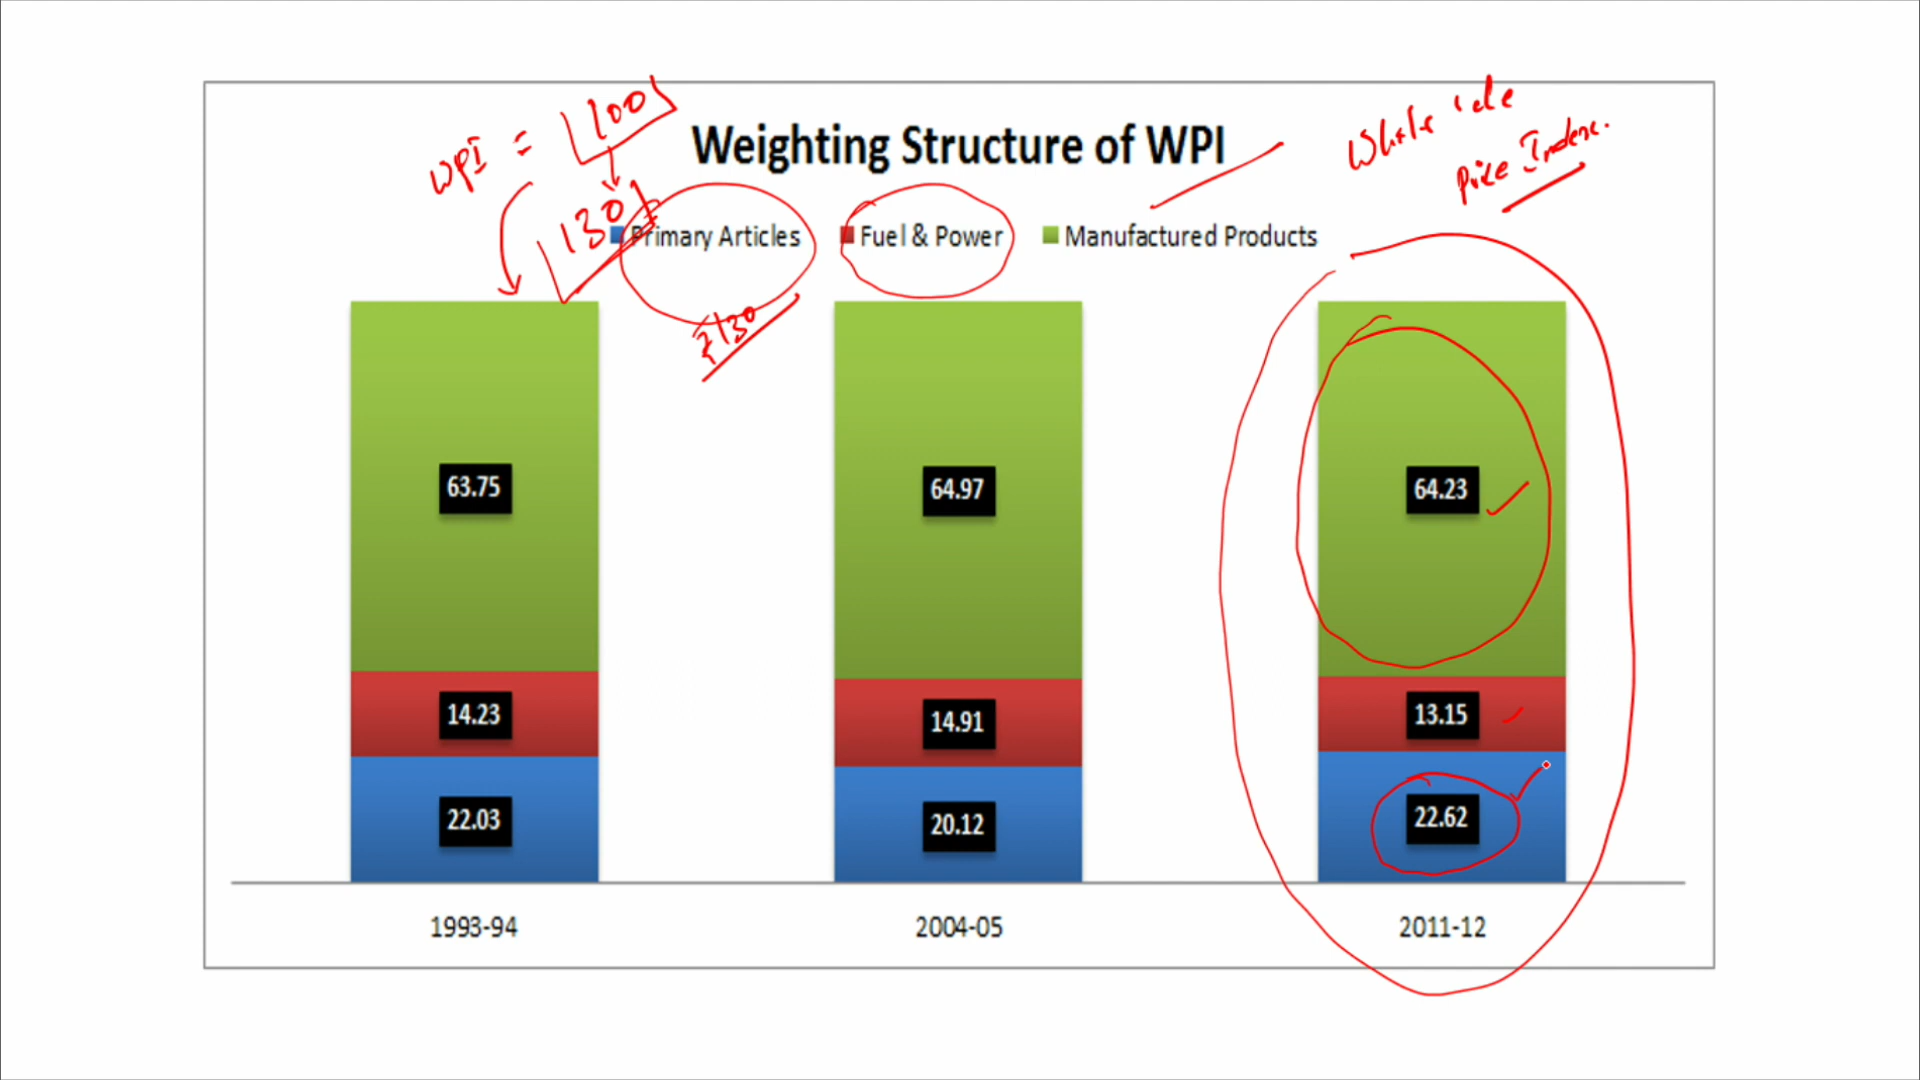 Weighting Structure of WPI
WPI = 100
Whole sale
Price Index.
130
Primary Articles Fuel & Power Manufactured Products
₹130
63.75 64.97 64.23
14.23 14.91 13.15
22.03 20.12 22.62
1993-94 2004-05 2011-12